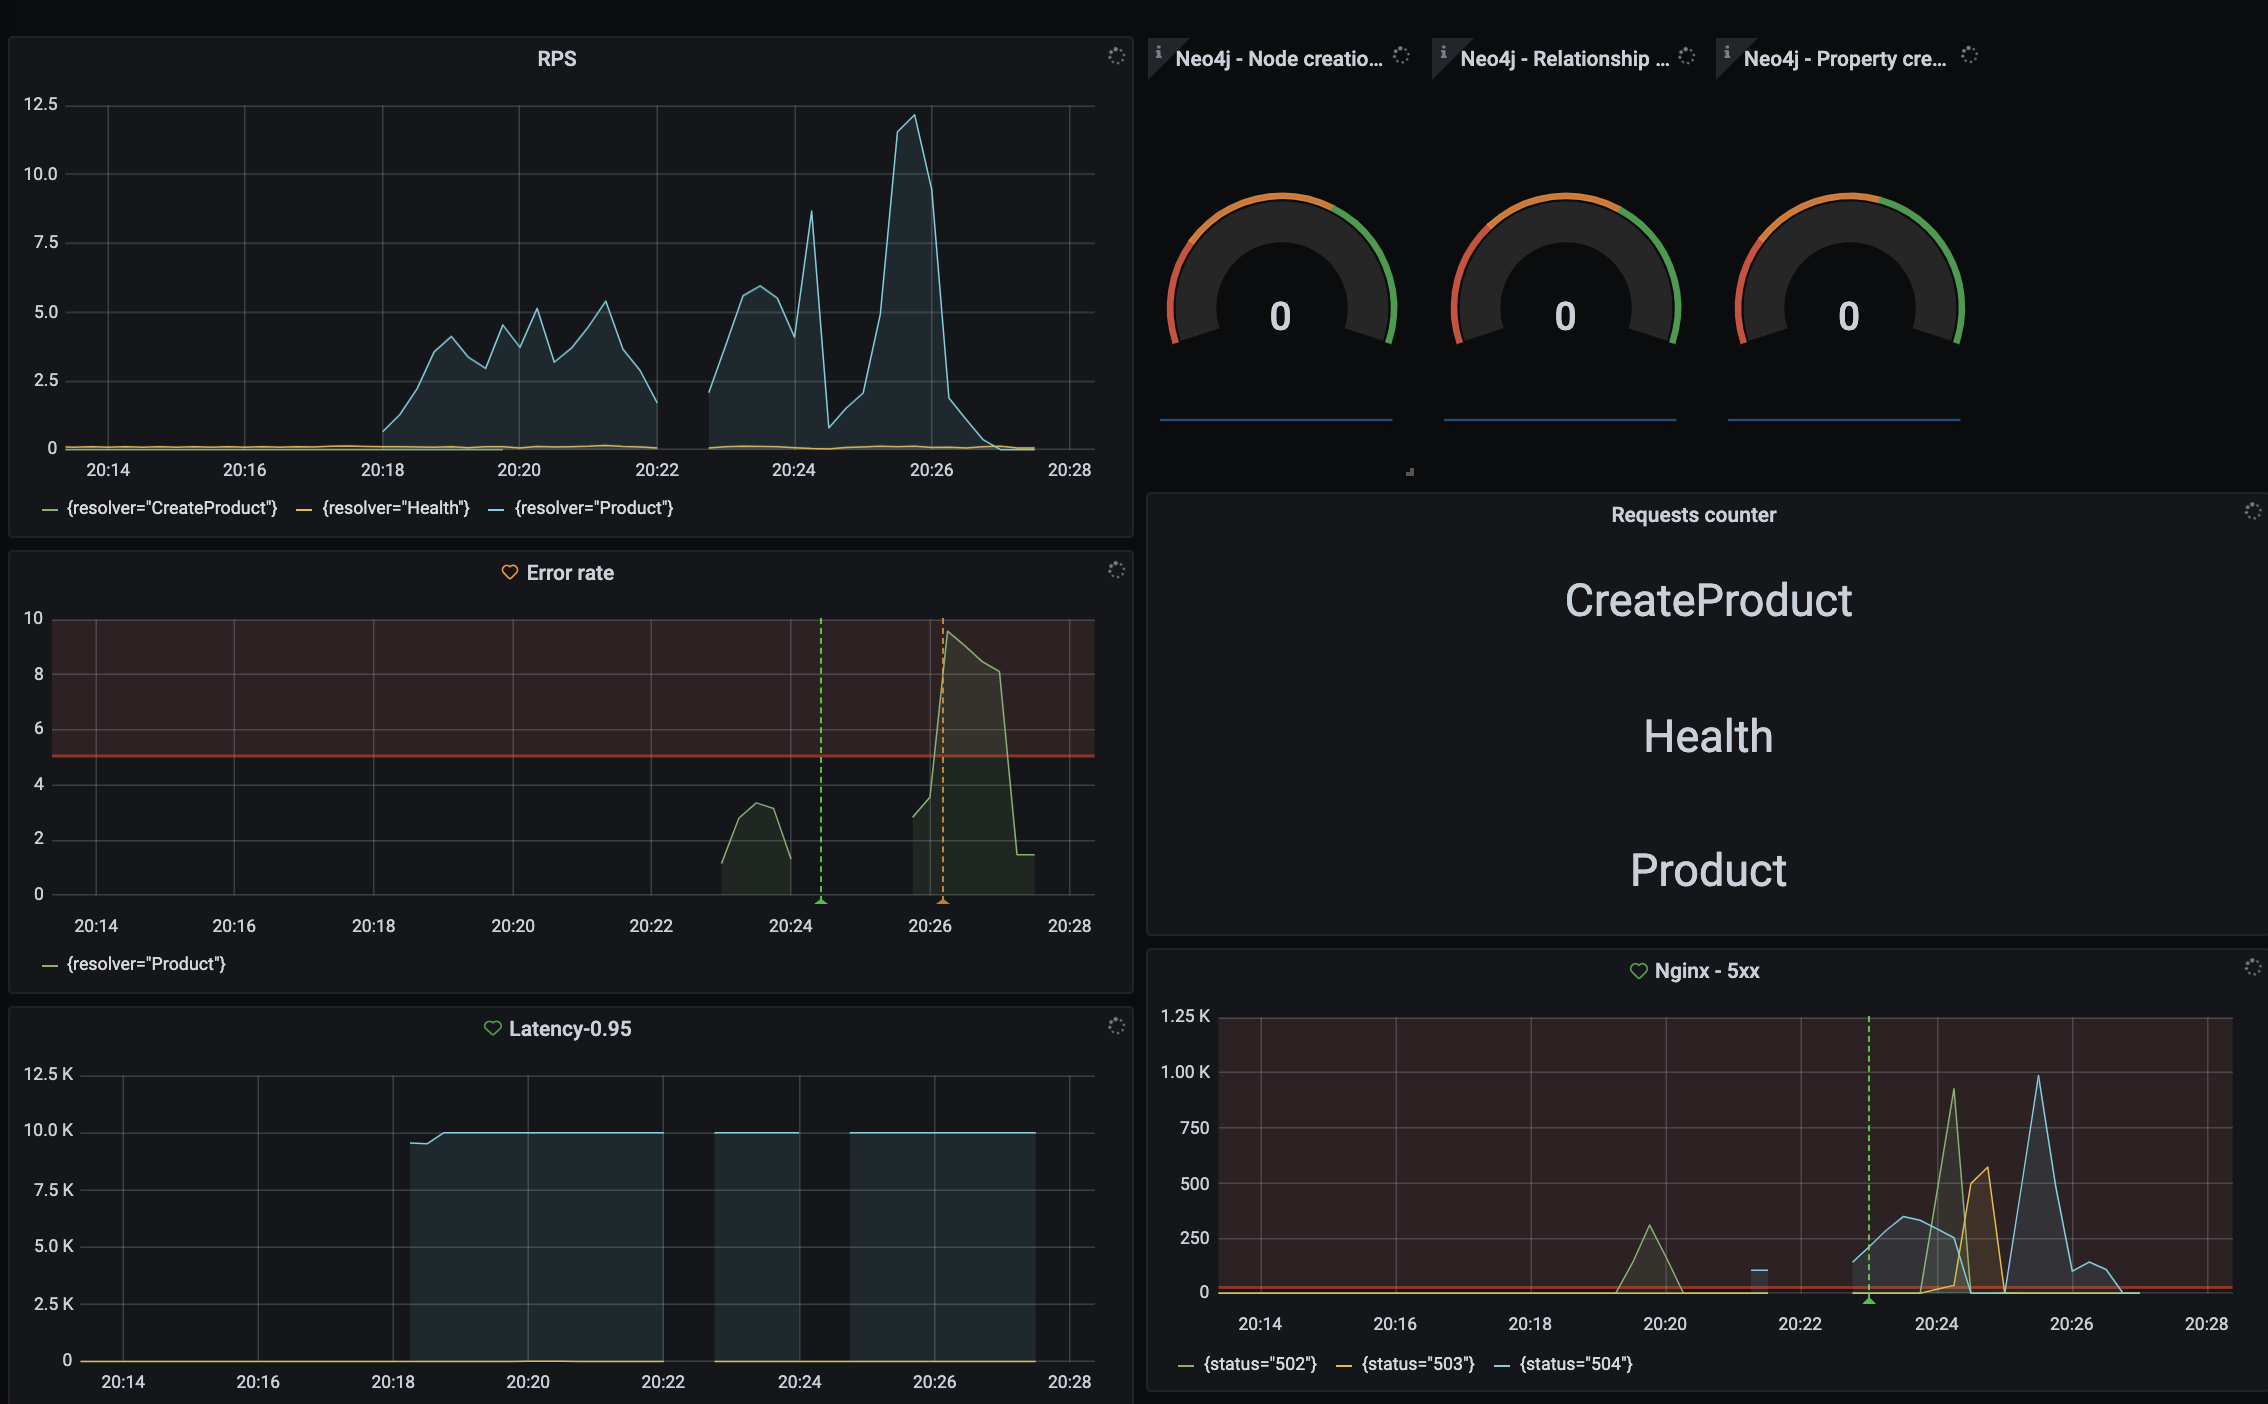 RPS
12.5
10.0
7.5
5.0
2.5
0
20:14 20:16 20:18 20:20 20:22 20:24 20:26 20:28
{resolver="CreateProduct"} {resolver="Health"} {resolver="Product"}
i Neo4j - Node creatio...
i Neo4j - Relationship ...
i Neo4j - Property cre...
0
0
0
Error rate
10
8
6
4
2
0
20:14 20:16 20:18 20:20 20:22 20:24 20:26 20:28
{resolver="Product"}
Requests counter
CreateProduct
Health
Product
Latency-0.95
12.5 K
10.0 K
7.5 K
5.0 K
2.5 K
0
20:14 20:16 20:18 20:20 20:22 20:24 20:26 20:28
Nginx - 5xx
1.25 K
1.00 K
750
500
250
0
20:14 20:16 20:18 20:20 20:22 20:24 20:26 20:28
{status="502"} {status="503"} {status="504"}